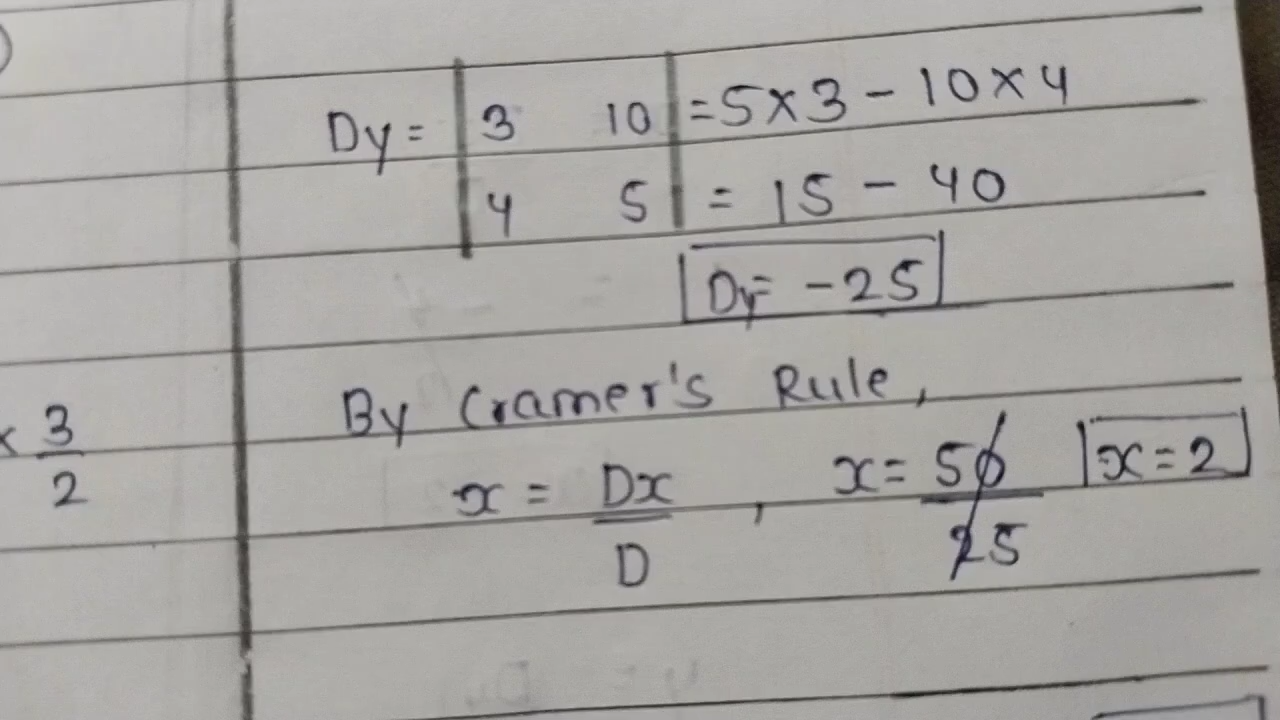 Dy = | 3 10 | = 5×3 - 10×4
| 4 5 | = 15 - 40
Dy = -25
By Cramer's Rule,
× 3/2
x = Dx/D , x = 50/25 x = 2